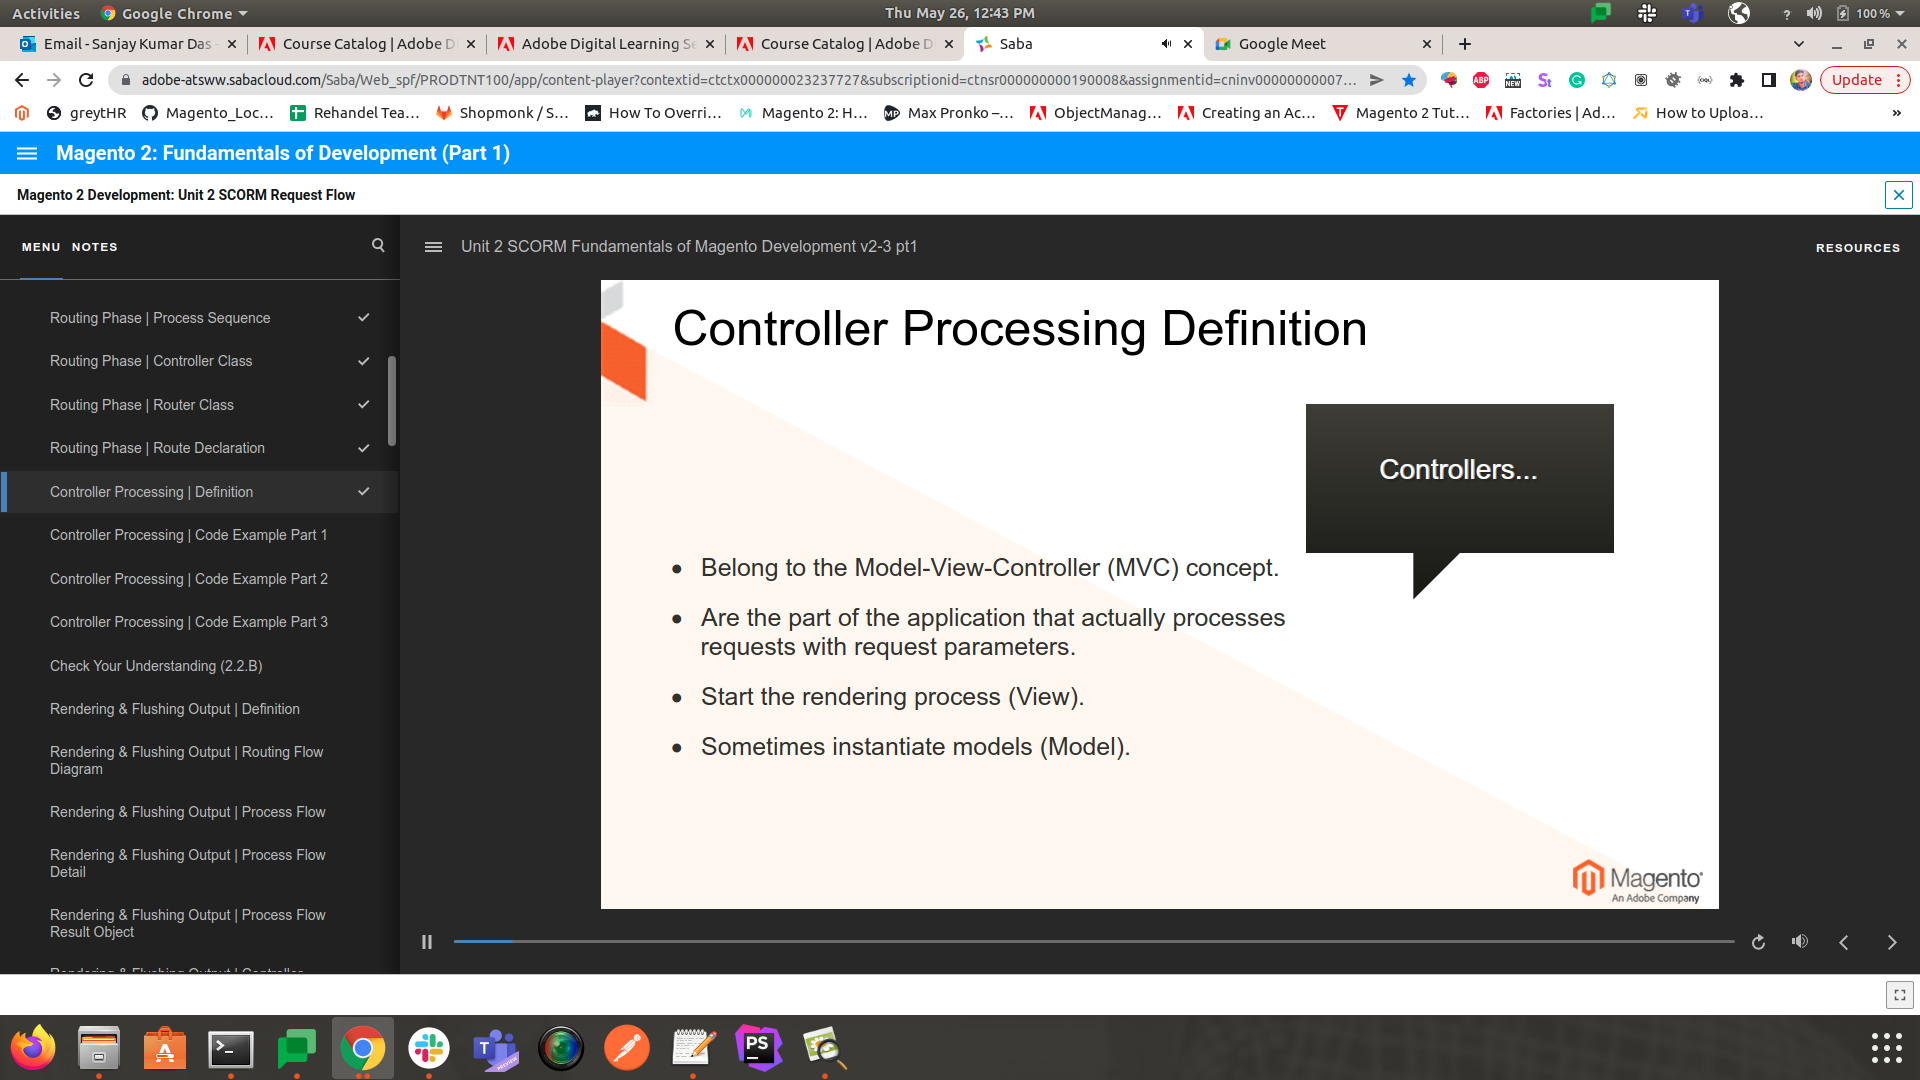 Activities
Google Chrome
Thu May 26, 12:43 PM
100 %
Email - Sanjay Kumar Das
Course Catalog | Adobe D
Adobe Digital Learning Se
Course Catalog | Adobe D
Saba
Google Meet
adobe-atsww.sabacloud.com/Saba/Web_spf/PRODTNT100/app/content-player?contextid=ctctx000000023237727&subscriptionid=ctnsr000000000190008&assignmentid=cninv00000000007...
Update
greytHR
Magento_Loc...
Rehandel Tea...
Shopmonk / S...
How To Overri...
Magento 2: H...
Max Pronko –...
ObjectManag...
Creating an Ac...
Magento 2 Tut...
Factories | Ad...
How to Uploa...
»
Magento 2: Fundamentals of Development (Part 1)
Magento 2 Development: Unit 2 SCORM Request Flow
MENU NOTES
Unit 2 SCORM Fundamentals of Magento Development v2-3 pt1
RESOURCES
Routing Phase | Process Sequence
Routing Phase | Controller Class
Routing Phase | Router Class
Routing Phase | Route Declaration
Controller Processing | Definition
Controller Processing | Code Example Part 1
Controller Processing | Code Example Part 2
Controller Processing | Code Example Part 3
Check Your Understanding (2.2.B)
Rendering & Flushing Output | Definition
Rendering & Flushing Output | Routing Flow
Diagram
Rendering & Flushing Output | Process Flow
Rendering & Flushing Output | Process Flow
Detail
Rendering & Flushing Output | Process Flow
Result Object
Rendering & Flushing Output | Controller
Controller Processing Definition
Controllers...
• Belong to the Model-View-Controller (MVC) concept.
• Are the part of the application that actually processes
requests with request parameters.
• Start the rendering process (View).
• Sometimes instantiate models (Model).
Magento
An Adobe Company